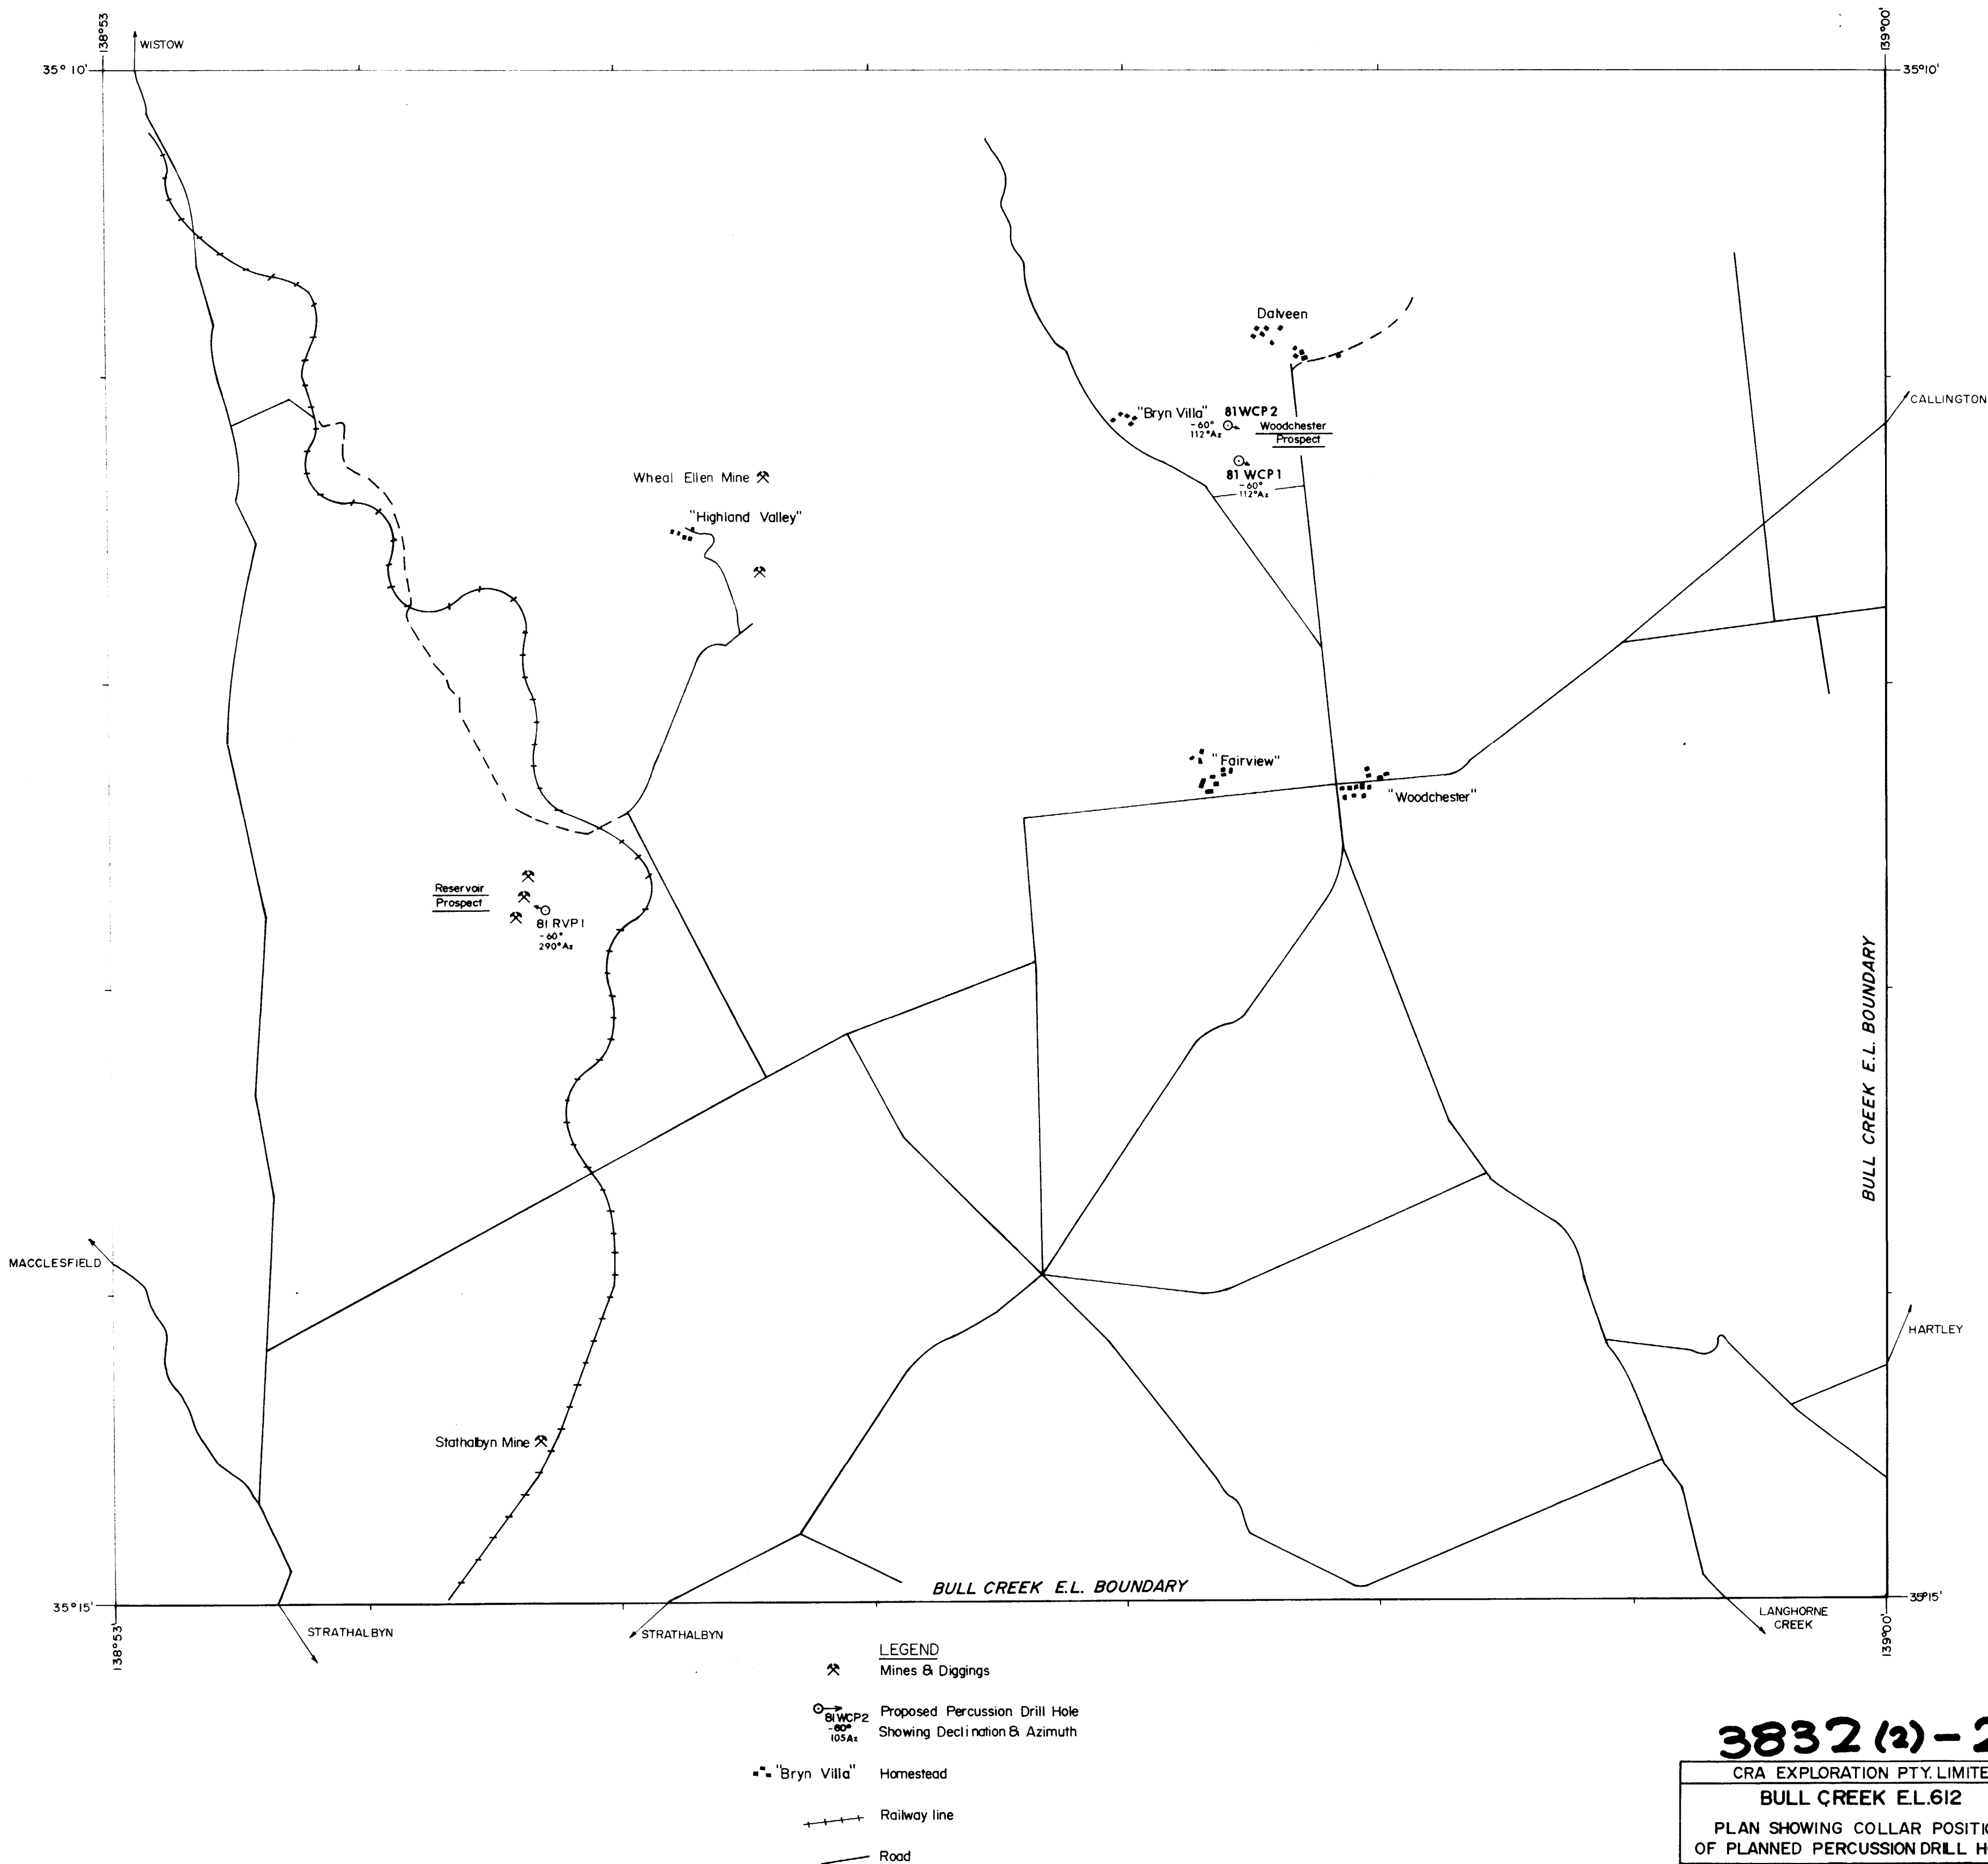 138°53
WISTOW
139°00'
35° 10'
35° 10'
Dalveen
CALLINGTON
"Bryn Villa"
81WCP2
-60°
112°Az
Woodchester
Prospect
81 WCP1
-60°
112°Az
Wheal Ellen Mine
"Highland Valley"
"Fairview"
"Woodchester"
Reservoir
Prospect
81 RVP1
-60°
290°Az
BULL CREEK E.L. BOUNDARY
MACCLESFIELD
HARTLEY
Stathalbyn Mine
BULL CREEK E.L. BOUNDARY
35°15'
35°15'
138°53'
STRATHALBYN
STRATHALBYN
LANGHORNE
CREEK
139°00'
LEGEND
Mines & Diggings
81WCP2
-60°
105Az
Proposed Percussion Drill Hole
Showing Declination & Azimuth
"Bryn Villa" Homestead
Railway line
Road
3832 (2) - 2
CRA EXPLORATION PTY. LIMITE
BULL CREEK E.L.612
PLAN SHOWING COLLAR POSITIO
OF PLANNED PERCUSSION DRILL H